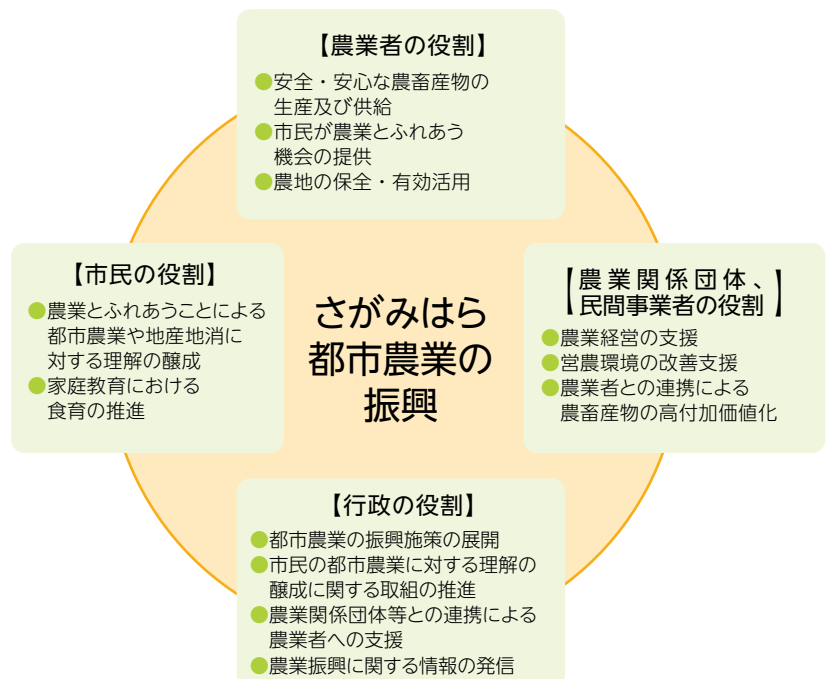 【農業者の役割】
●安全・安心な農畜産物の
生産及び供給
●市民が農業とふれあう
機会の提供
●農地の保全・有効活用
【市民の役割】
●農業とふれあうことによる
都市農業や地産地消に
対する理解の醸成
●家庭教育における
食育の推進
さがみはら
都市農業の
振興
【農業関係団体、
民間事業者の役割】
●農業経営の支援
●営農環境の改善支援
●農業者との連携による
農畜産物の高付加価値化
【行政の役割】
●都市農業の振興施策の展開
●市民の都市農業に対する理解の
醸成に関する取組の推進
●農業関係団体等との連携による
農業者への支援
●農業振興に関する情報の発信